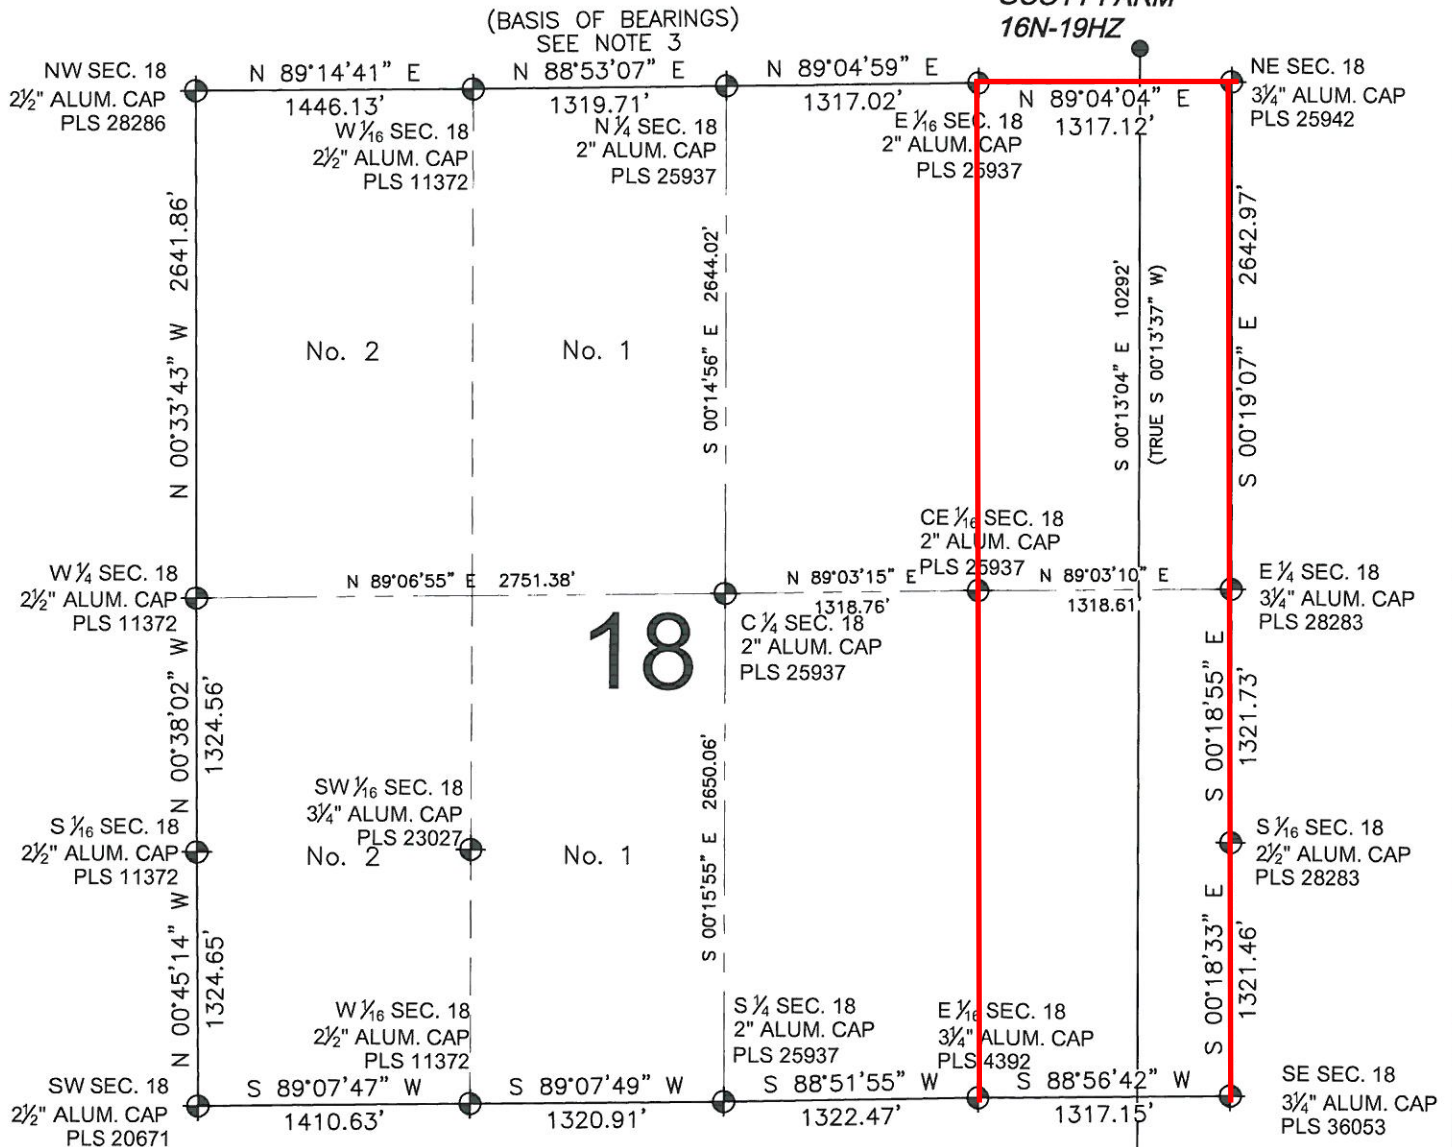 (BASIS OF BEARINGS)
SEE NOTE 3
16N-19HZ
NW SEC. 18
2½" ALUM. CAP
PLS 28286
N 89°14'41" E
1446.13'
W 1/16 SEC. 18
2½" ALUM. CAP
PLS 11372
N 88°53'07" E
1319.71'
N ¼ SEC. 18
2" ALUM. CAP
PLS 25937
N 89°04'59" E
1317.02'
E 1/16 SEC. 18
2" ALUM. CAP
PLS 25937
N 89°04'04" E
1317.12'
NE SEC. 18
3¼" ALUM. CAP
PLS 25942
N 00°33'43" W 2641.86'
No. 2
No. 1
S 00°14'56" E 2644.02'
S 00°13'04" E 10292'
(TRUE S 00°13'37" W)
S 00°19'07" E 2642.97'
W ¼ SEC. 18
2½" ALUM. CAP
PLS 11372
N 89°06'55" E 2751.38'
18
C ¼ SEC. 18
2" ALUM. CAP
PLS 25937
N 89°03'15" E
1318.76'
CE 1/16 SEC. 18
2" ALUM. CAP
PLS 25937
N 89°03'10" E
1318.61'
E ¼ SEC. 18
3¼" ALUM. CAP
PLS 28283
N 00°38'02" W
1324.56'
S 00°18'55" E
1321.73'
S 1/16 SEC. 18
2½" ALUM. CAP
PLS 11372
SW 1/16 SEC. 18
3¼" ALUM. CAP
PLS 23027
No. 2
No. 1
S 00°15'55" E 2650.06'
S 1/16 SEC. 18
2½" ALUM. CAP
PLS 28283
N 00°45'14" W
1324.65'
S 00°18'33" E
1321.46'
W 1/16 SEC. 18
2½" ALUM. CAP
PLS 11372
S ¼ SEC. 18
2" ALUM. CAP
PLS 25937
E 1/16 SEC. 18
3¼" ALUM. CAP
PLS 4392
SW SEC. 18
2½" ALUM. CAP
PLS 20671
S 89°07'47" W
1410.63'
S 89°07'49" W
1320.91'
S 88°51'55" W
1322.47'
S 88°56'42" W
1317.15'
SE SEC. 18
3¼" ALUM. CAP
PLS 36053